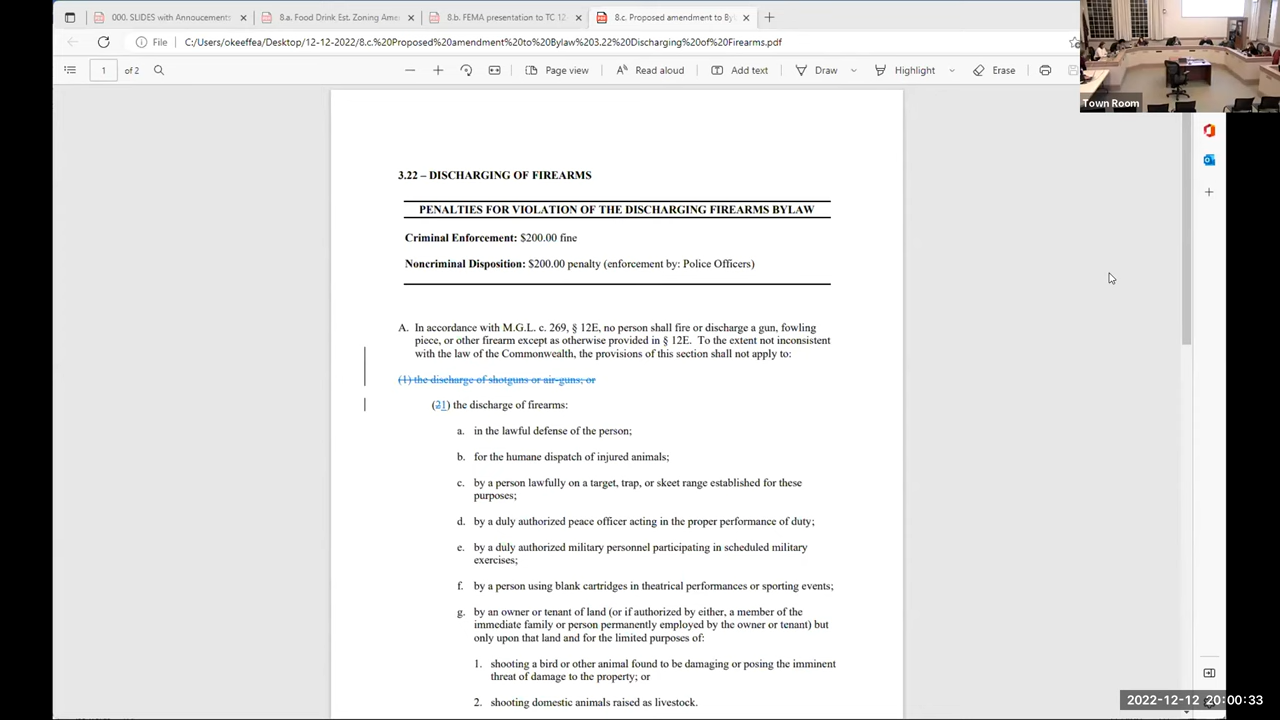 000. SLIDES with Annoucements
8.a. Food Drink Est. Zoning Ame
8.b. FEMA presentation to TC 12
8.c. Proposed amendment to By
File
C:/Users/okeeffea/Desktop/12-12-2022/8.c.%20Proposed%20amendment%20to%20Bylaw%203.22%20Discharging%20of%20Firearms.pdf
1 of 2
Page view
Read aloud
Add text
Draw
Highlight
Erase
Town Room
3.22 – DISCHARGING OF FIREARMS
PENALTIES FOR VIOLATION OF THE DISCHARGING FIREARMS BYLAW
Criminal Enforcement: $200.00 fine
Noncriminal Disposition: $200.00 penalty (enforcement by: Police Officers)
A. In accordance with M.G.L. c. 269, § 12E, no person shall fire or discharge a gun, fowling
piece, or other firearm except as otherwise provided in § 12E. To the extent not inconsistent
with the law of the Commonwealth, the provisions of this section shall not apply to:
(1) the discharge of shotguns or air-guns; or
(21) the discharge of firearms:
a. in the lawful defense of the person;
b. for the humane dispatch of injured animals;
c. by a person lawfully on a target, trap, or skeet range established for these
purposes;
d. by a duly authorized peace officer acting in the proper performance of duty;
e. by a duly authorized military personnel participating in scheduled military
exercises;
f. by a person using blank cartridges in theatrical performances or sporting events;
g. by an owner or tenant of land (or if authorized by either, a member of the
immediate family or person permanently employed by the owner or tenant) but
only upon that land and for the limited purposes of:
1. shooting a bird or other animal found to be damaging or posing the imminent
threat of damage to the property; or
2. shooting domestic animals raised as livestock.
2022-12-12 20:00:33